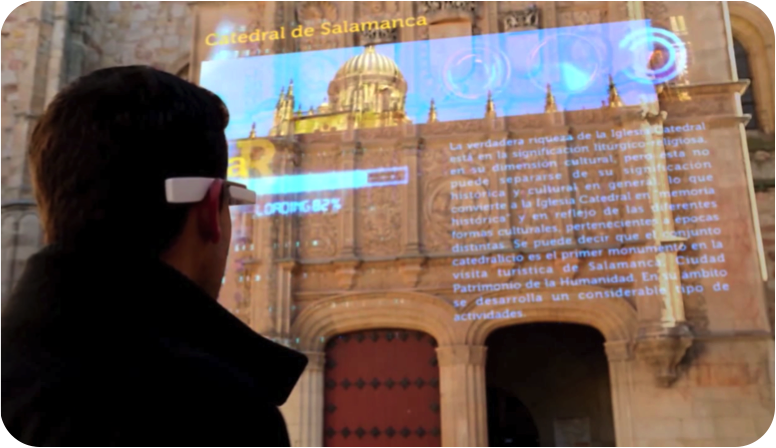 Catedral de Salamanca
aR
LOADING 82%
La verdadera riqueza de la Iglesia Catedral
está en la significación litúrgico-religiosa,
en su dimensión cultural, pero esta no
puede separarse de su significación
histórica y cultural en general, lo que
convierte a la Iglesia Catedral en "memoria
histórica" y en reflejo de las diferentes
formas culturales, pertenecientes a épocas
distintas. Se puede decir que el conjunto
catedralicio es el primer monumento en la
visita turística de Salamanca, Ciudad
Patrimonio de la Humanidad. En su ámbito
se desarrolla un considerable tipo de
actividades.